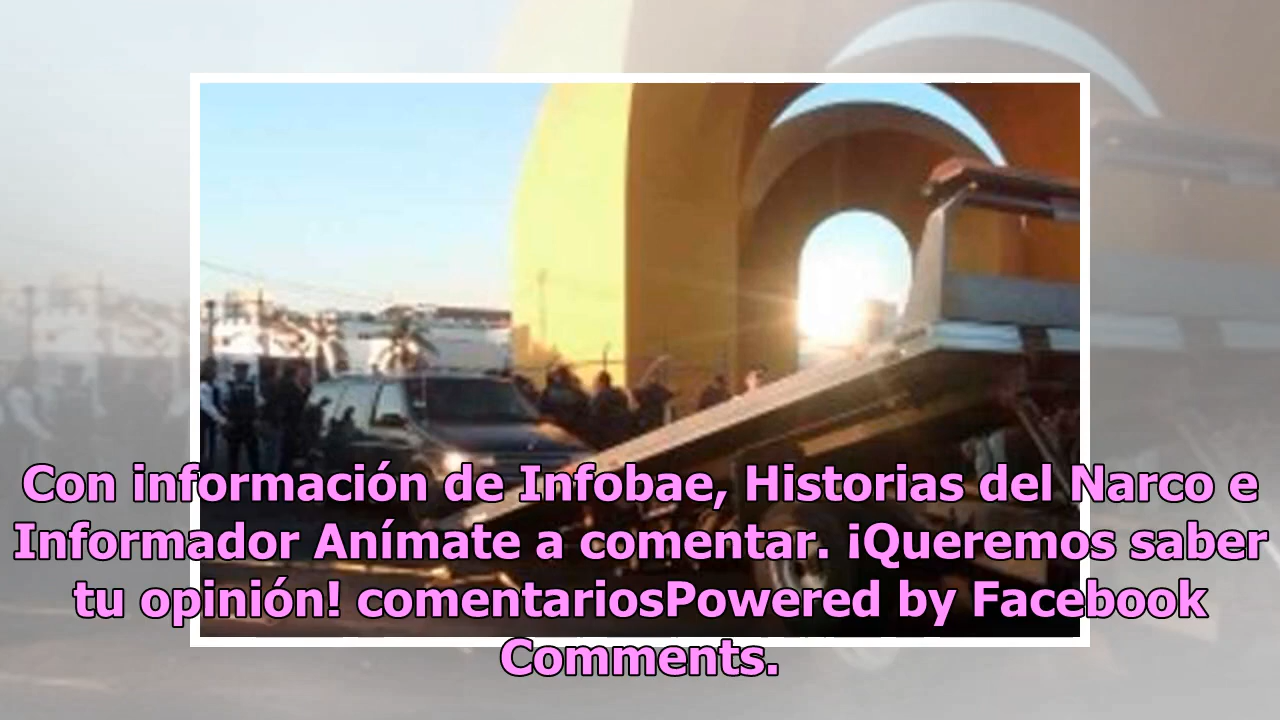 Con información de Infobae, Historias del Narco e
Informador Anímate a comentar. ¡Queremos saber
tu opinión! comentariosPowered by Facebook
Comments.